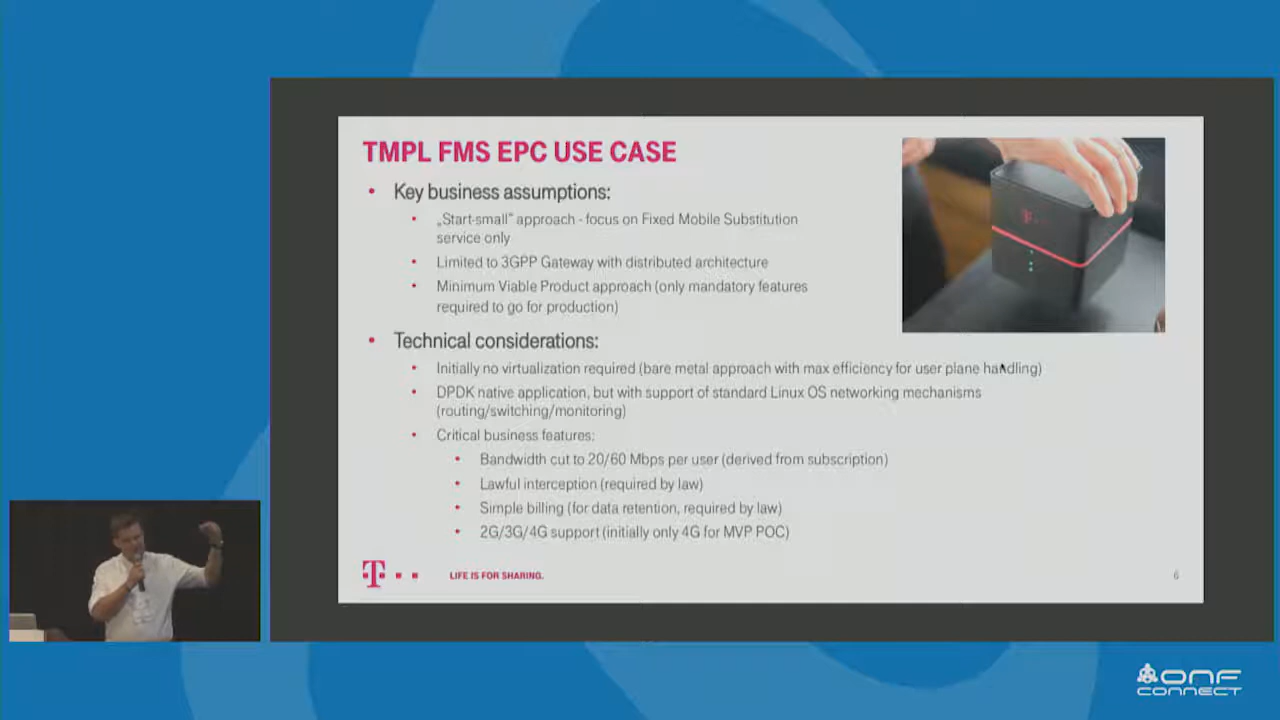 TMPL FMS EPC USE CASE
• Key business assumptions:
• „Start-small" approach - focus on Fixed Mobile Substitution
service only
• Limited to 3GPP Gateway with distributed architecture
• Minimum Viable Product approach (only mandatory features
required to go for production)
• Technical considerations:
• Initially no virtualization required (bare metal approach with max efficiency for user plane handling)
• DPDK native application, but with support of standard Linux OS networking mechanisms
(routing/switching/monitoring)
• Critical business features:
• Bandwidth cut to 20/60 Mbps per user (derived from subscription)
• Lawful interception (required by law)
• Simple billing (for data retention, required by law)
• 2G/3G/4G support (initially only 4G for MVP POC)
T
LIFE IS FOR SHARING.
6
ONF
CONNECT